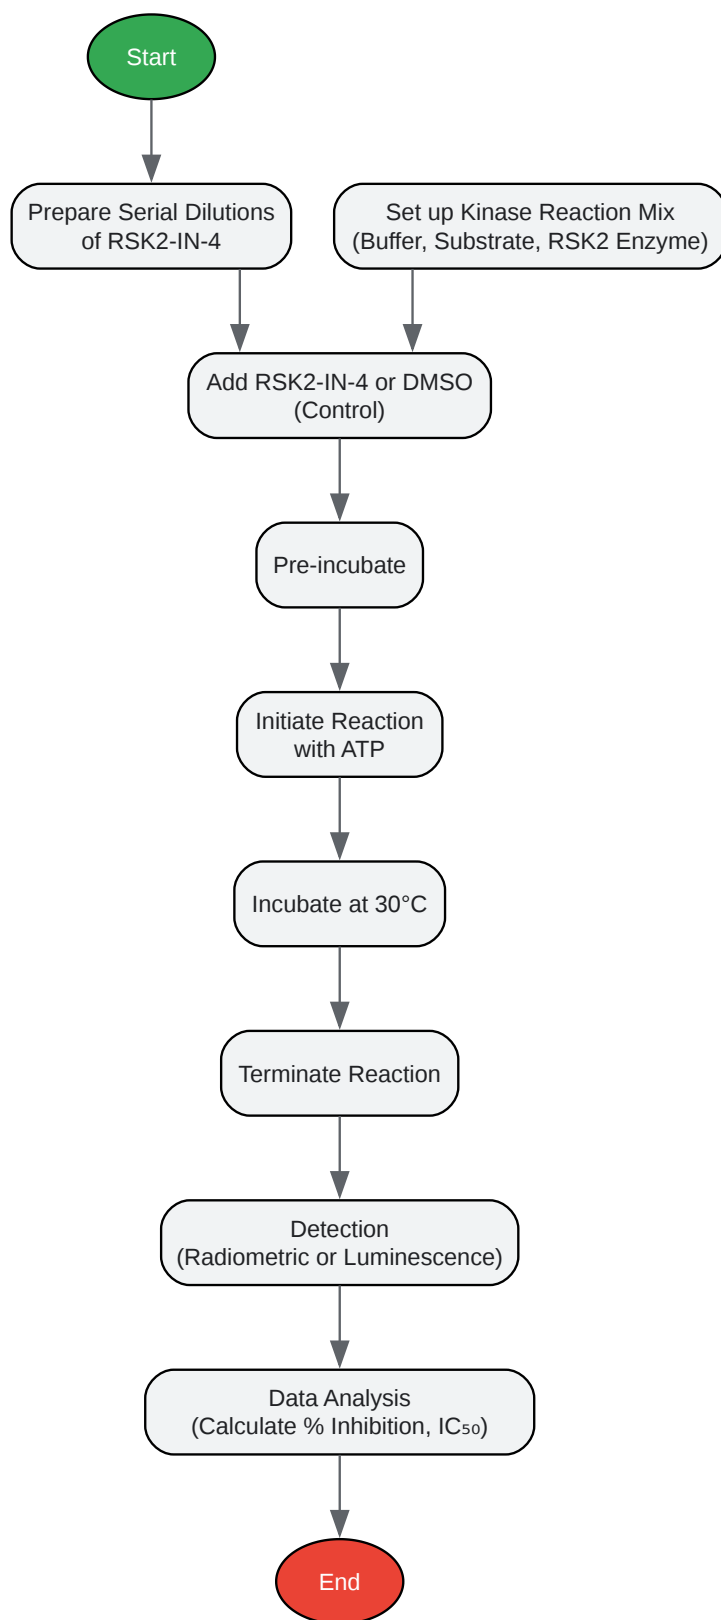 Start
Prepare Serial Dilutions
of RSK2-IN-4
Set up Kinase Reaction Mix
(Buffer, Substrate, RSK2 Enzyme)
Add RSK2-IN-4 or DMSO
(Control)
Pre-incubate
Initiate Reaction
with ATP
Incubate at 30°C
Terminate Reaction
Detection
(Radiometric or Luminescence)
Data Analysis
(Calculate % Inhibition, IC₅₀)
End